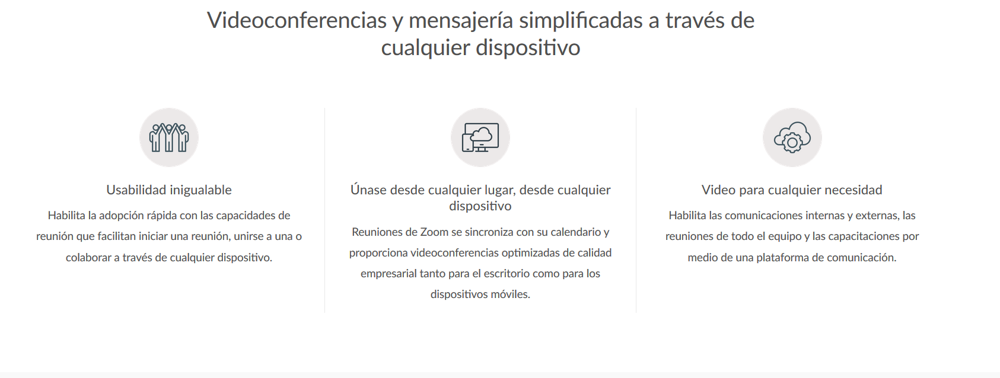 Videoconferencias y mensajería simplificadas a través de
cualquier dispositivo
Usabilidad inigualable
Habilita la adopción rápida con las capacidades de
reunión que facilitan iniciar una reunión, unirse a una o
colaborar a través de cualquier dispositivo.
Únase desde cualquier lugar, desde cualquier
dispositivo
Reuniones de Zoom se sincroniza con su calendario y
proporciona videoconferencias optimizadas de calidad
empresarial tanto para el escritorio como para los
dispositivos móviles.
Video para cualquier necesidad
Habilita las comunicaciones internas y externas, las
reuniones de todo el equipo y las capacitaciones por
medio de una plataforma de comunicación.